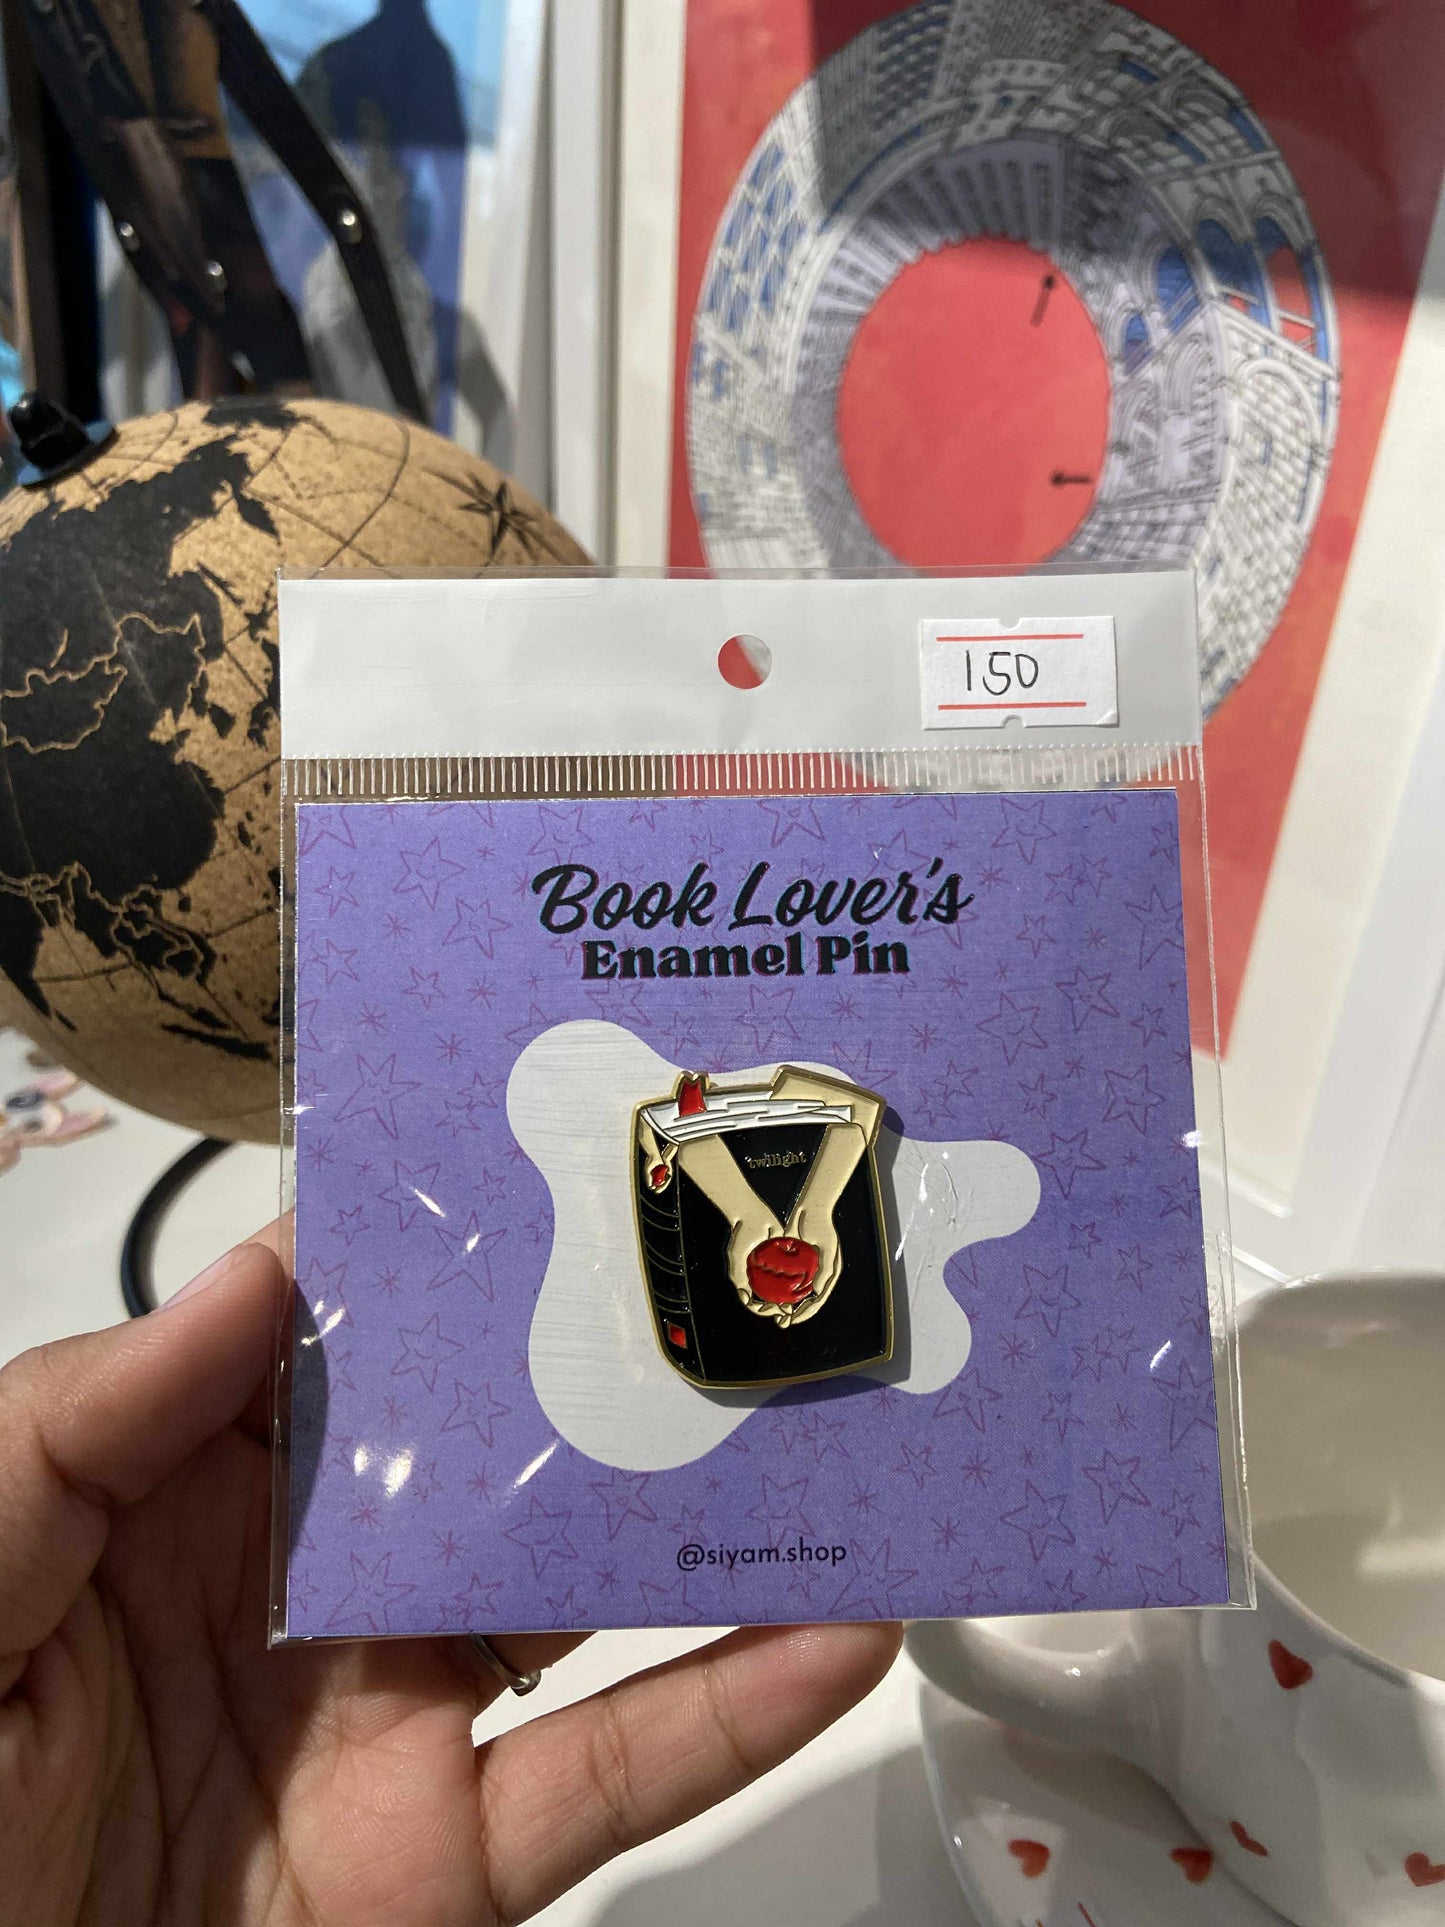 150
Book Lover's
Enamel Pin
twilight
@siyam.shop